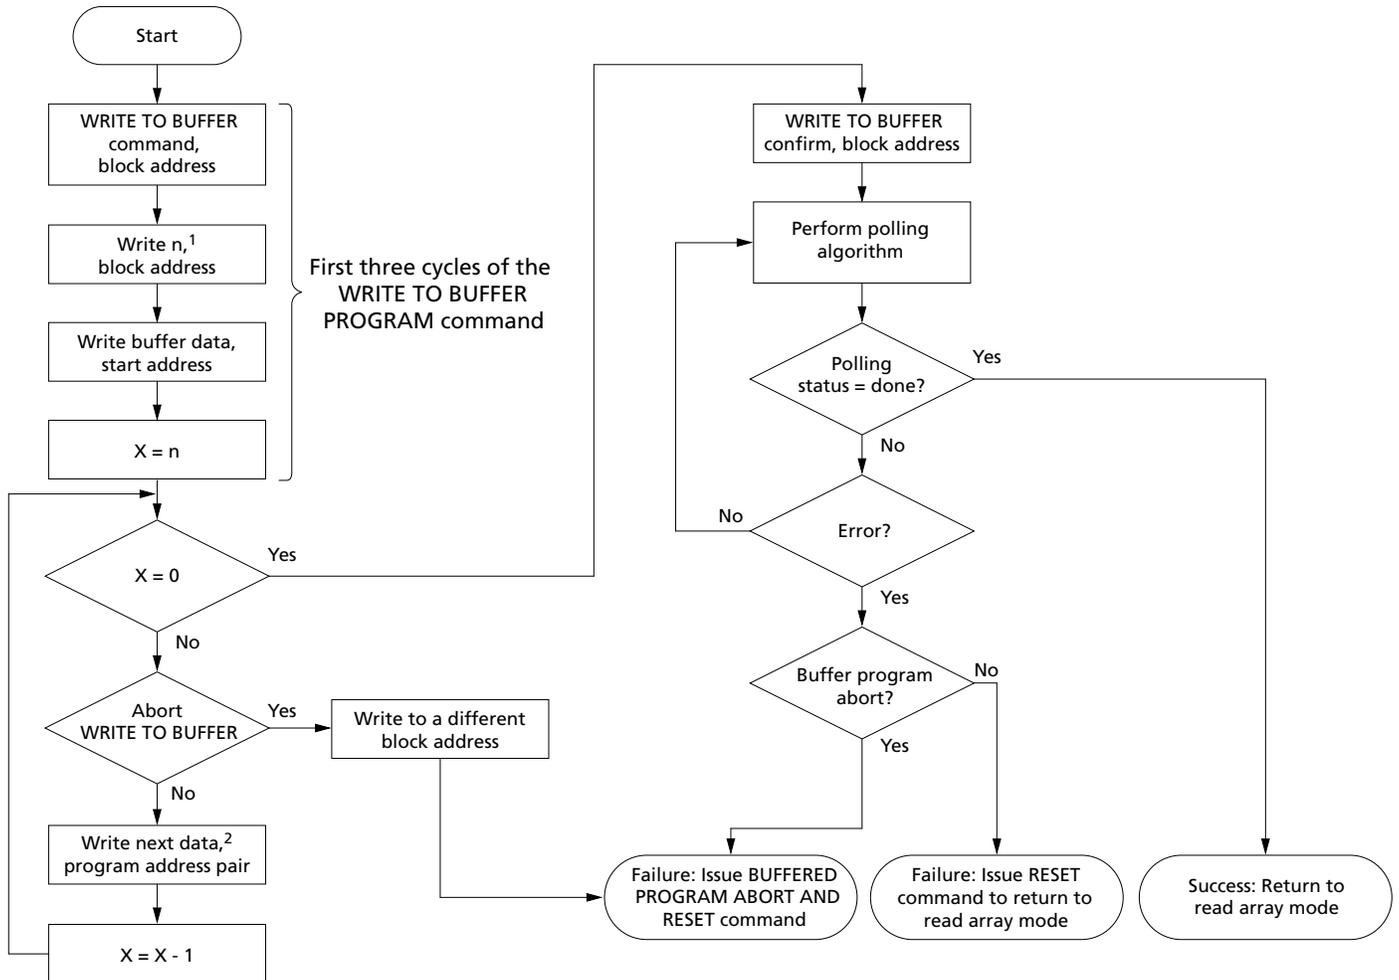 Start
WRITE TO BUFFER
command,
block address
Write n,1
block address
Write buffer data,
start address
X = n
First three cycles of the
WRITE TO BUFFER
PROGRAM command
X = 0
Yes
No
Abort
WRITE TO BUFFER
Yes
No
Write to a different
block address
Write next data,2
program address pair
X = X - 1
WRITE TO BUFFER
confirm, block address
Perform polling
algorithm
Polling
status = done?
Yes
No
Error?
No
Yes
Buffer program
abort?
No
Yes
Failure: Issue BUFFERED
PROGRAM ABORT AND
RESET command
Failure: Issue RESET
command to return to
read array mode
Success: Return to
read array mode